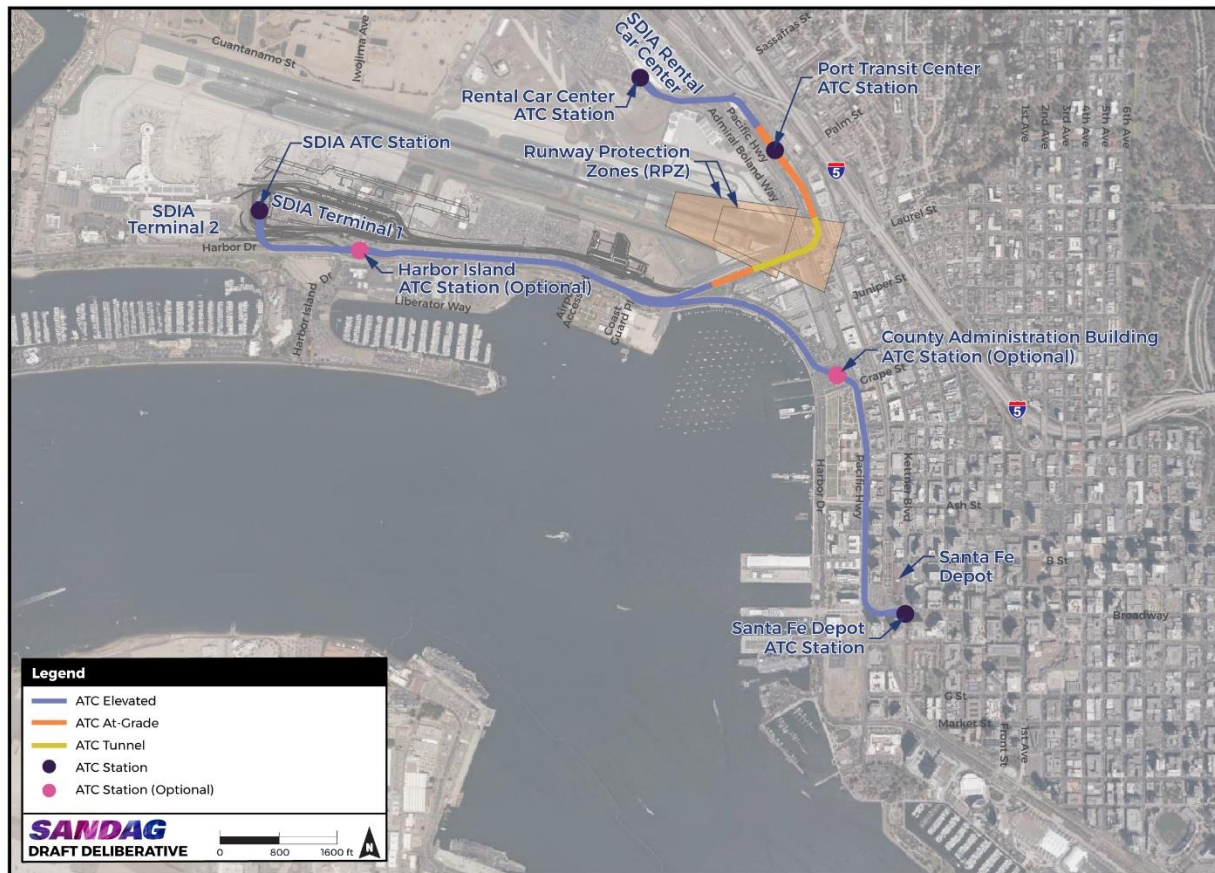 Guantanamo St
Iwojima Ave
SDIA Rental
Car Center
Sassafras St
Rental Car Center
ATC Station
Port Transit Center
ATC Station
Pacific Hwy
Admiral Boland Way
Palm St
1st Ave
2nd Ave
3rd Ave
4th Ave
5th Ave
6th Ave
SDIA ATC Station
Runway Protection
Zones (RPZ)
5
Laurel St
SDIA
Terminal 2
SDIA Terminal 1
Harbor Dr
Harbor Island
ATC Station (Optional)
Harbor Island Dr
Liberator Way
Coast
Guard Pl
Juniper St
County Administration Building
ATC Station (Optional)
Grape St
5
Harbor Dr
Pacific Hwy
Kettner Blvd
Ash St
Santa Fe
Depot
B St
Broadway
Santa Fe Depot
ATC Station
G St
Market St
Front St
1st Ave
Legend
ATC Elevated
ATC At-Grade
ATC Tunnel
ATC Station
ATC Station (Optional)
SANDAG
DRAFT DELIBERATIVE
0 800 1600 ft
N